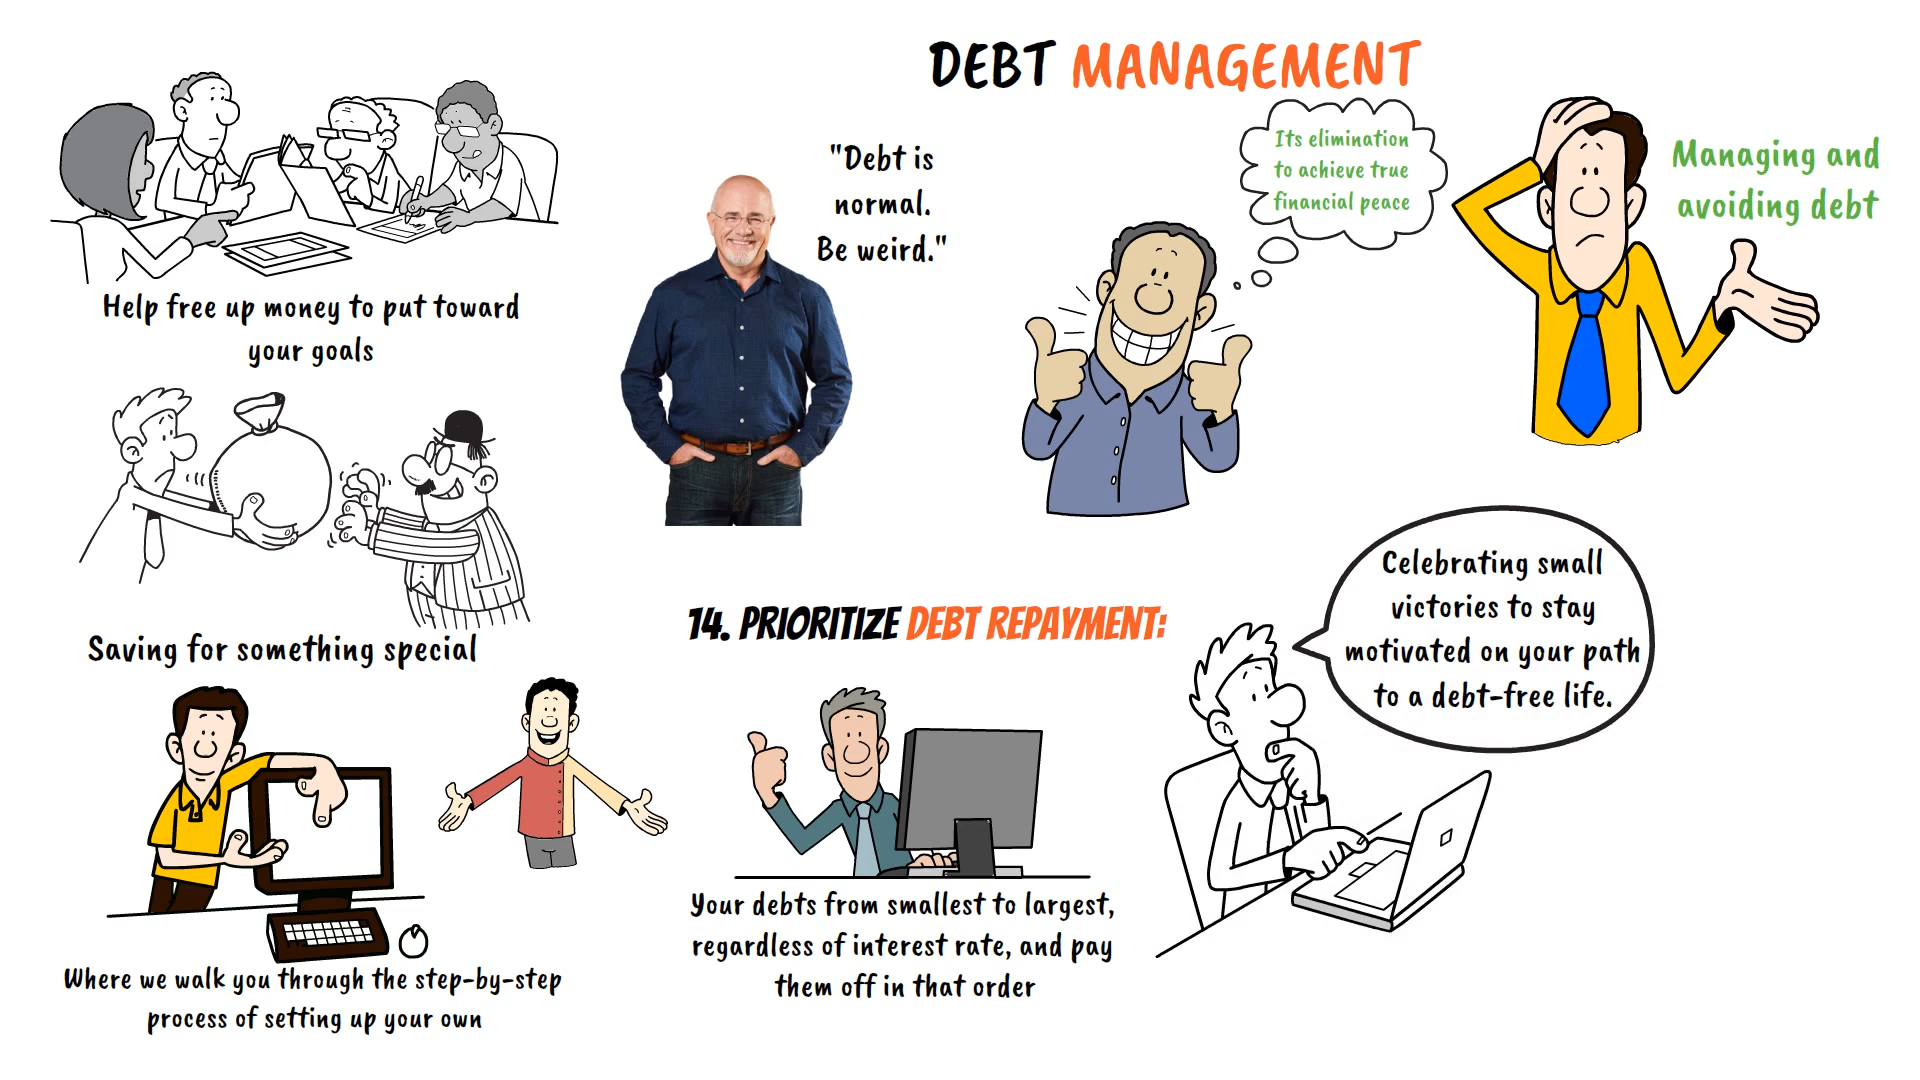 DEBT MANAGEMENT
"Debt is
normal.
Be weird."
Its elimination
to achieve true
financial peace
Managing and
avoiding debt
Help free up money to put toward
your goals
Saving for something special
Where we walk you through the step-by-step
process of setting up your own
14. PRIORITIZE DEBT REPAYMENT:
Your debts from smallest to largest,
regardless of interest rate, and pay
them off in that order
Celebrating small
victories to stay
motivated on your path
to a debt-free life.